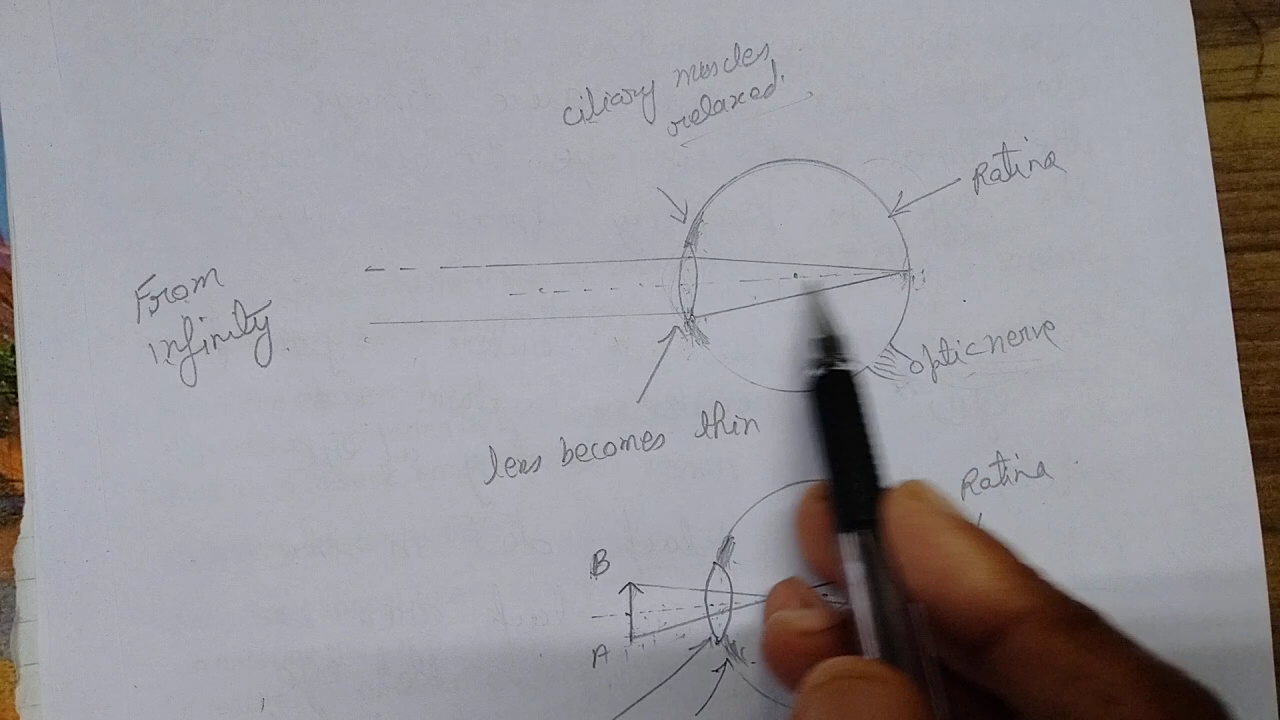 ciliary muscles
relaxed
Ratina
From
infinity
optic nerve
lens becomes thin
Ratina
B
A